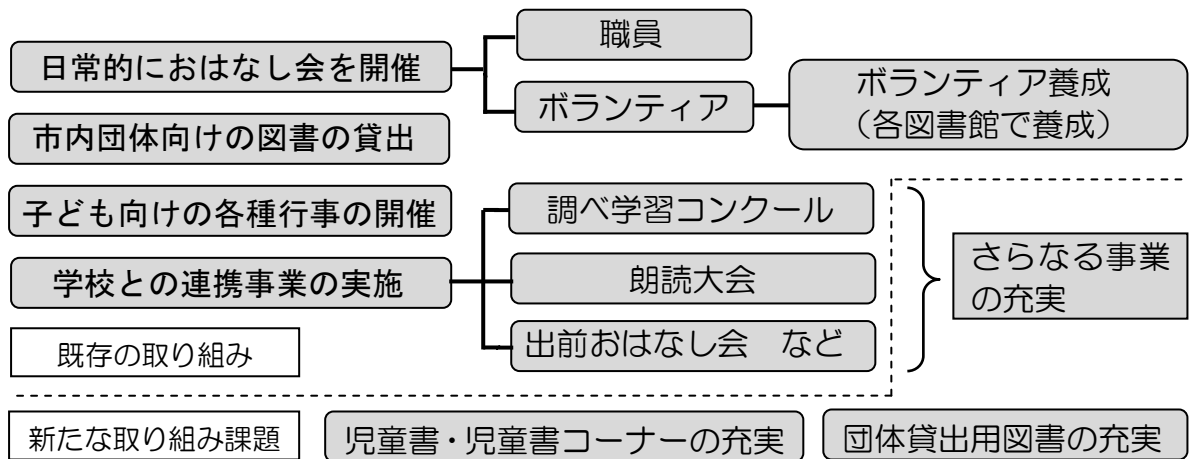 日常的におはなし会を開催
職員
ボランティア
ボランティア養成
（各図書館で養成）
市内団体向けの図書の貸出
子ども向けの各種行事の開催
学校との連携事業の実施
調べ学習コンクール
朗読大会
出前おはなし会　など
さらなる事業
の充実
既存の取り組み
新たな取り組み課題
児童書・児童書コーナーの充実
団体貸出用図書の充実